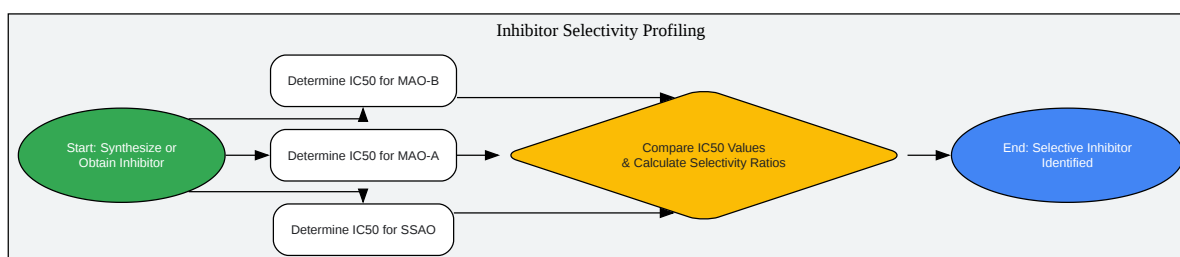 Inhibitor Selectivity Profiling
Determine IC50 for MAO-B
Start: Synthesize or
Obtain Inhibitor
Determine IC50 for MAO-A
Compare IC50 Values
& Calculate Selectivity Ratios
End: Selective Inhibitor
Identified
Determine IC50 for SSAO